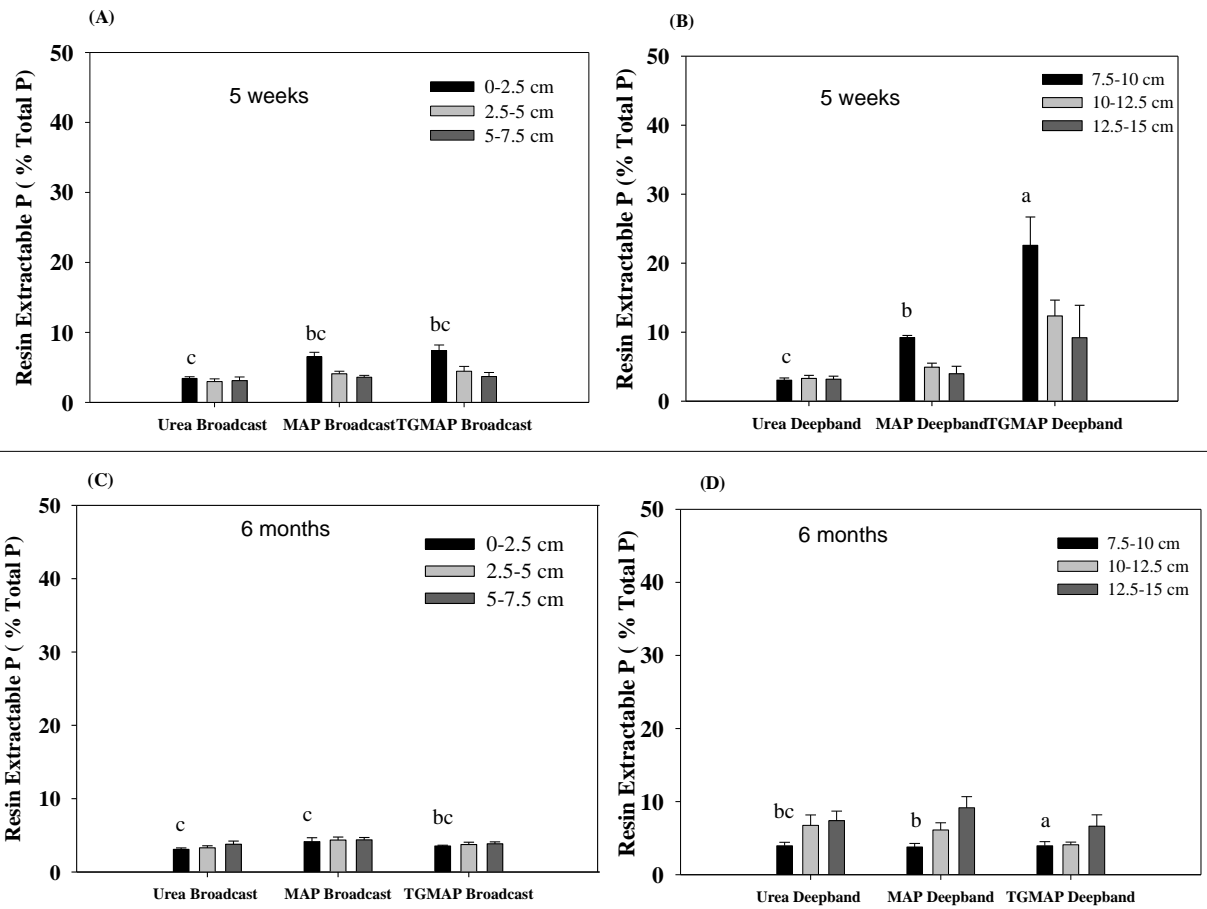 (A)
Resin Extractable P ( % Total P)
50
40
30
20
10
0
5 weeks
0-2.5 cm
2.5-5 cm
5-7.5 cm
c
bc
bc
Urea Broadcast
MAP Broadcast
TGMAP Broadcast
(B)
Resin Extractable P (% Total P)
50
40
30
20
10
0
5 weeks
7.5-10 cm
10-12.5 cm
12.5-15 cm
c
b
a
Urea Deepband
MAP Deepband
TGMAP Deepband
(C)
Resin Extractable P ( % Total P)
50
40
30
20
10
0
6 months
0-2.5 cm
2.5-5 cm
5-7.5 cm
c
c
bc
Urea Broadcast
MAP Broadcast
TGMAP Broadcast
(D)
Resin Extractable P ( % Total P)
50
40
30
20
10
0
6 months
7.5-10 cm
10-12.5 cm
12.5-15 cm
bc
b
a
Urea Deepband
MAP Deepband
TGMAP Deepband